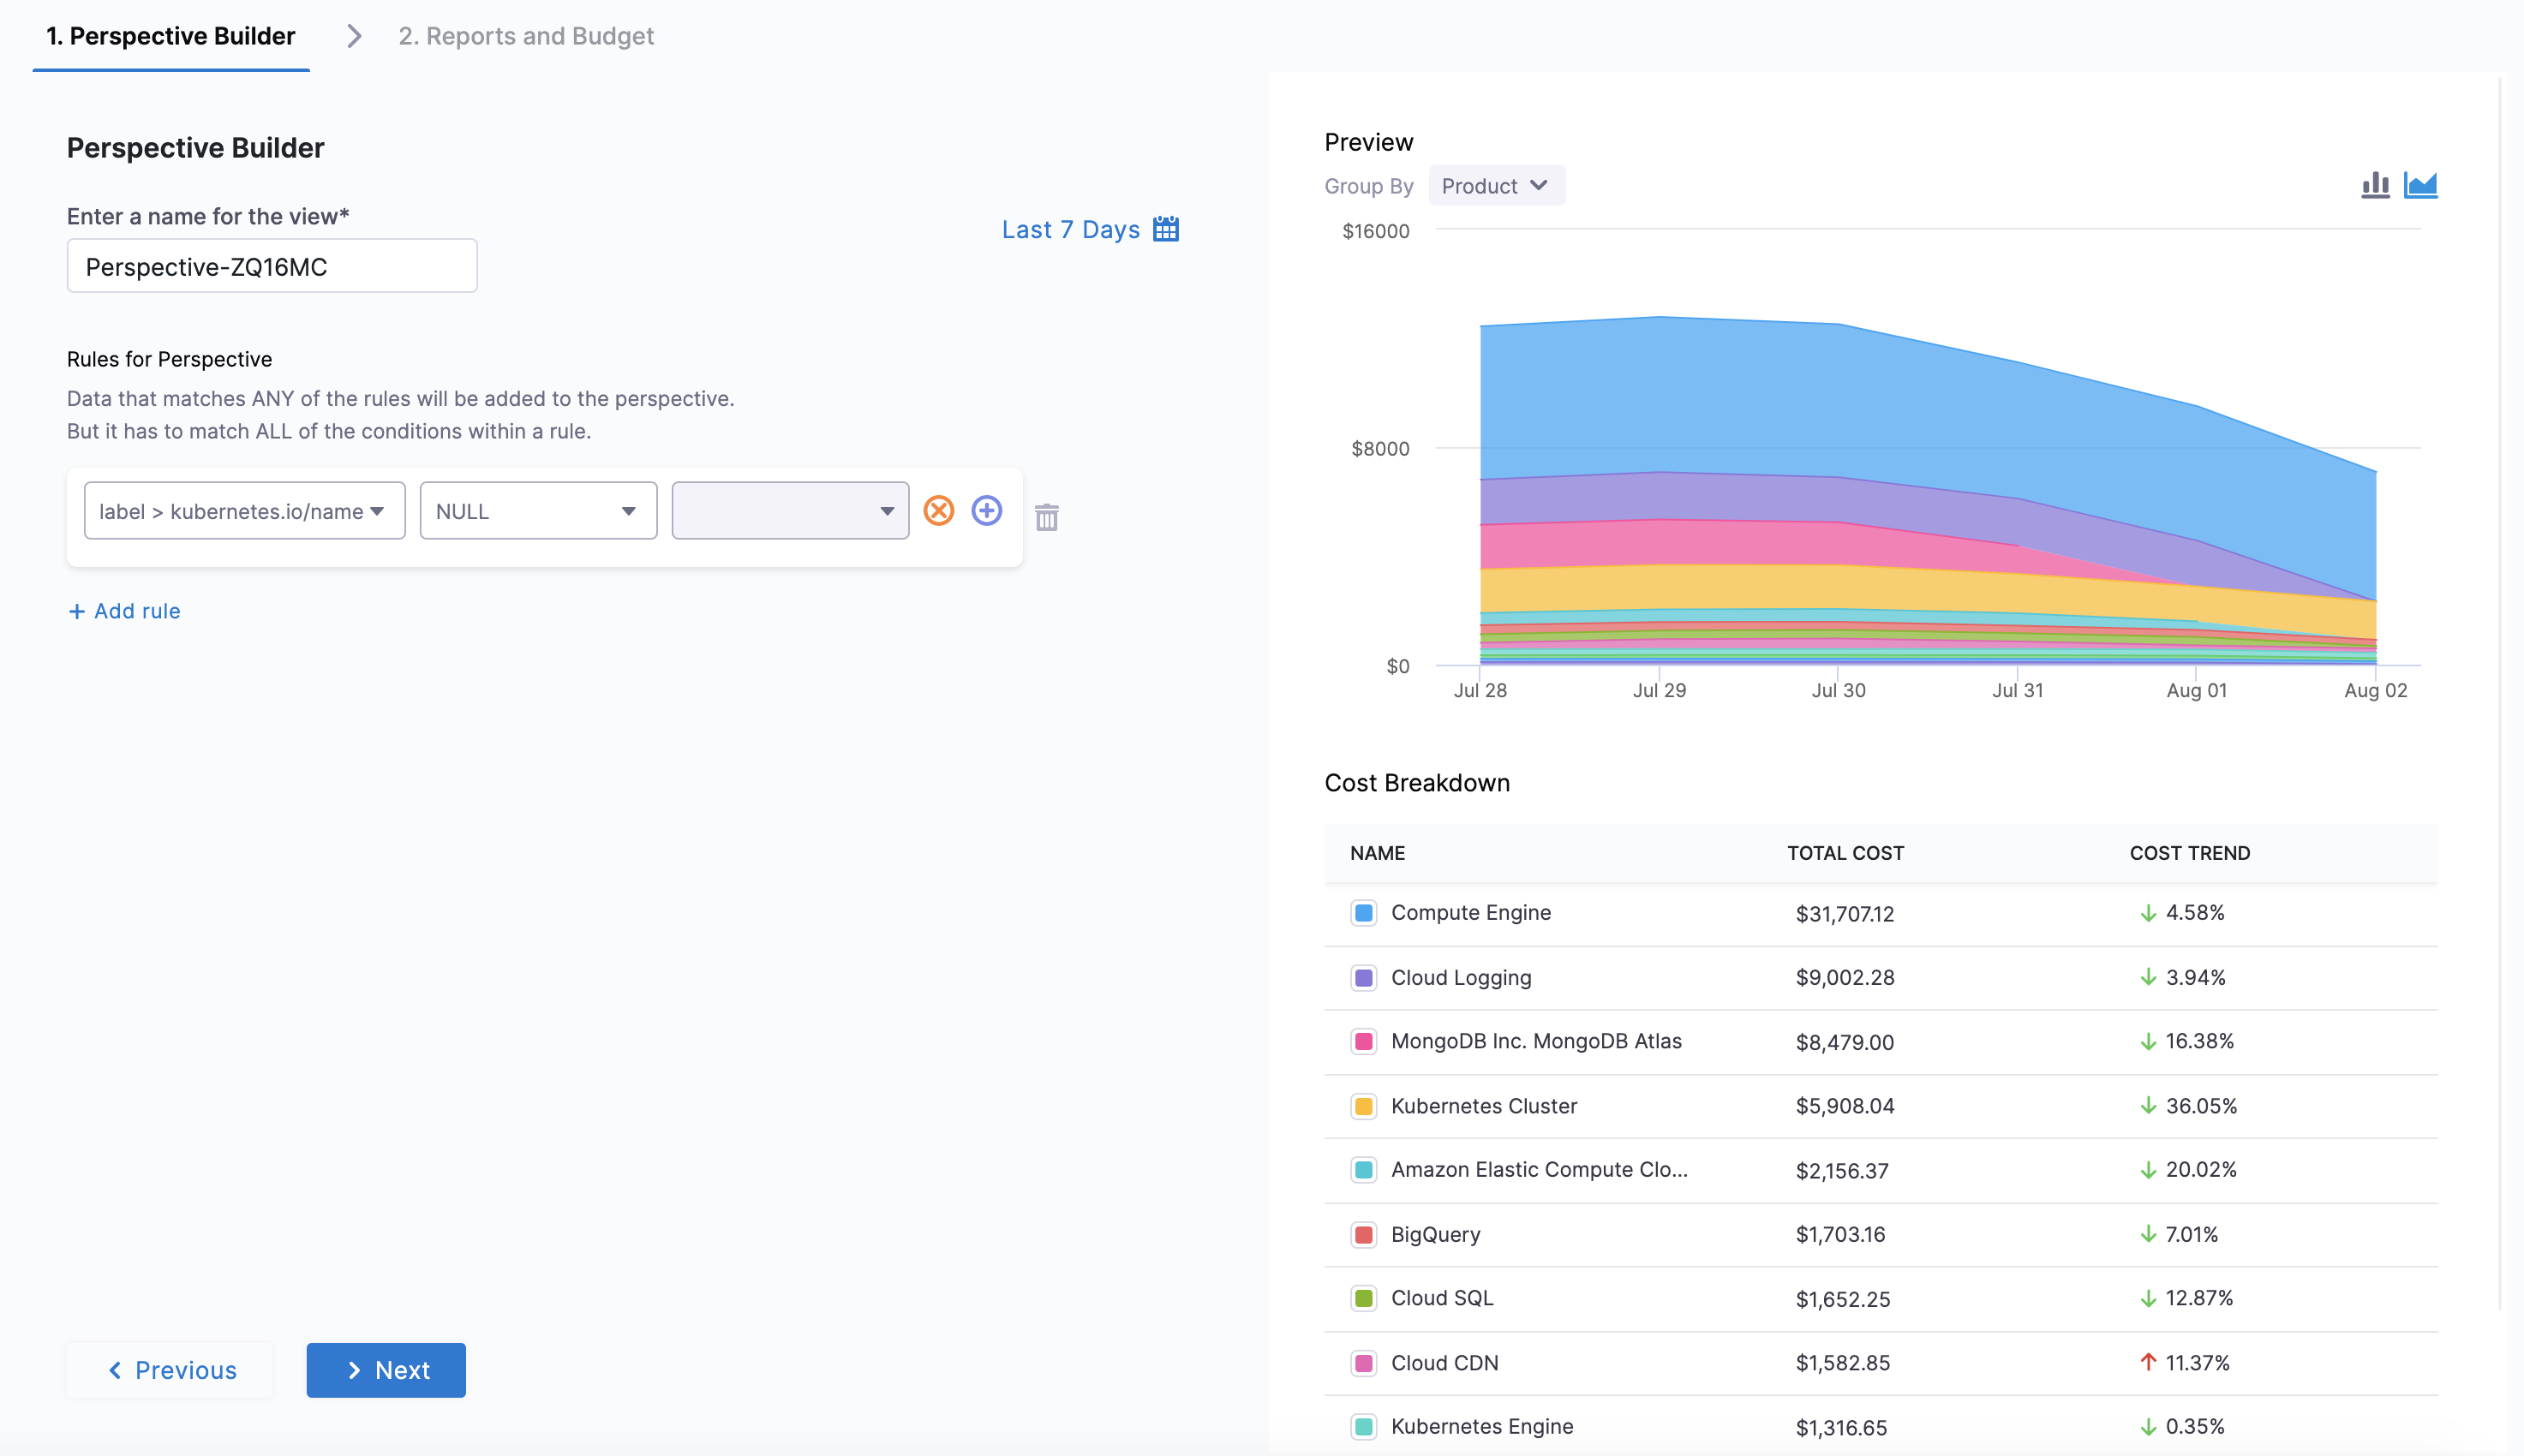 1. Perspective Builder
2. Reports and Budget
Perspective Builder
Enter a name for the view*
Perspective-ZQ16MC
Last 7 Days
Rules for Perspective
Data that matches ANY of the rules will be added to the perspective.
But it has to match ALL of the conditions within a rule.
label > kubernetes.io/name
NULL
+ Add rule
Previous
Next
Preview
Group By Product
$16000
$8000
$0
Jul 28 Jul 29 Jul 30 Jul 31 Aug 01 Aug 02
Cost Breakdown
NAME TOTAL COST COST TREND
Compute Engine $31,707.12 4.58%
Cloud Logging $9,002.28 3.94%
MongoDB Inc. MongoDB Atlas $8,479.00 16.38%
Kubernetes Cluster $5,908.04 36.05%
Amazon Elastic Compute Clo... $2,156.37 20.02%
BigQuery $1,703.16 7.01%
Cloud SQL $1,652.25 12.87%
Cloud CDN $1,582.85 11.37%
Kubernetes Engine $1,316.65 0.35%